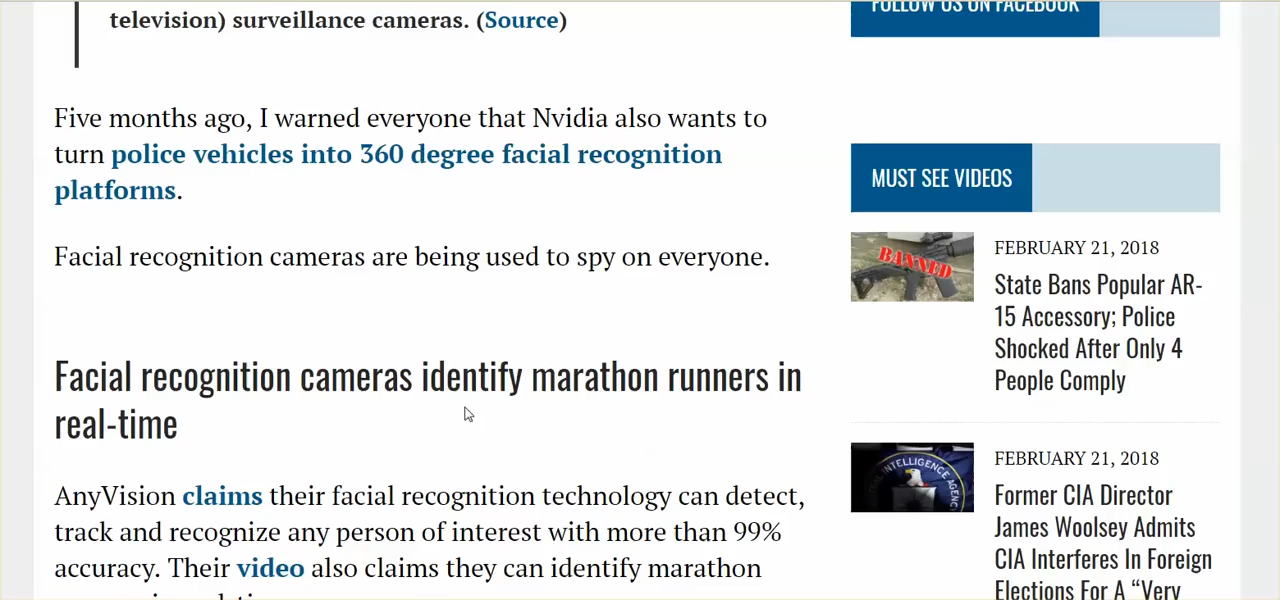 television) surveillance cameras. (Source)
Five months ago, I warned everyone that Nvidia also wants to
turn police vehicles into 360 degree facial recognition
platforms.
Facial recognition cameras are being used to spy on everyone.
Facial recognition cameras identify marathon runners in
real-time
AnyVision claims their facial recognition technology can detect,
track and recognize any person of interest with more than 99%
accuracy. Their video also claims they can identify marathon
FOLLOW US ON FACEBOOK
MUST SEE VIDEOS
BANNED
FEBRUARY 21, 2018
State Bans Popular AR-
15 Accessory; Police
Shocked After Only 4
People Comply
INTELLIGENCE
FEBRUARY 21, 2018
Former CIA Director
James Woolsey Admits
CIA Interferes In Foreign
Elections For A “Very